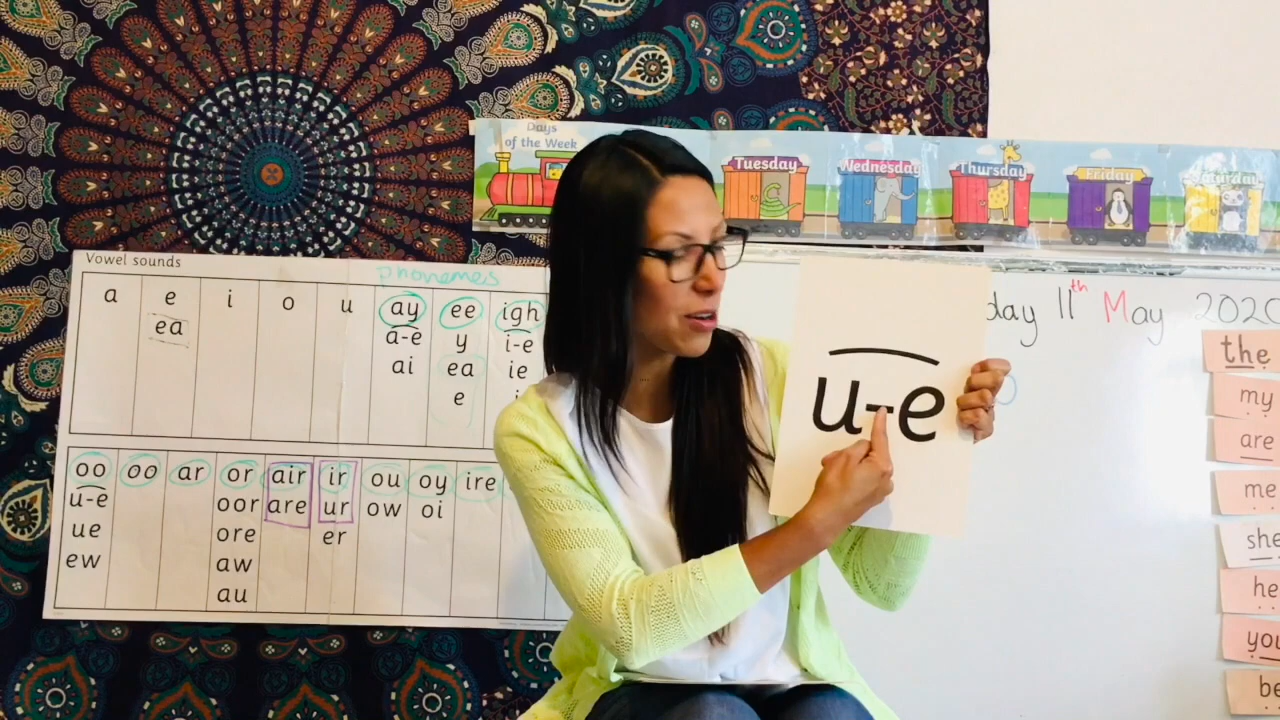 Days
of the Week
Tuesday
Wednesday
Thursday
Friday
Saturday
Vowel sounds
phonemes
a e i o u ay ee igh
ea a-e y i-e
ai ea ie
e
oo oo ar or air ir ou oy ire
u-e oor are ur ow oi
ue ore er
ew aw
au
u-e
day 11th May 2020
the
my
are
me
she
he
you
be